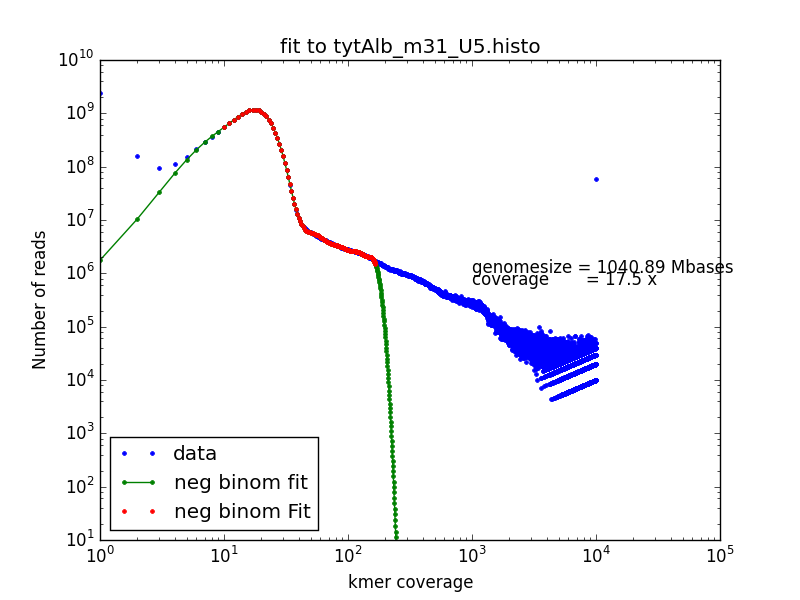 fit to tytAlb_m31_U5.histo
10^10
10^9
10^8
10^7
10^6
10^5
10^4
10^3
10^2
10^1
Number of reads
genomesize = 1040.89 Mbases
coverage = 17.5 x
data
neg binom fit
neg binom Fit
10^0 10^1 10^2 10^3 10^4 10^5
kmer coverage